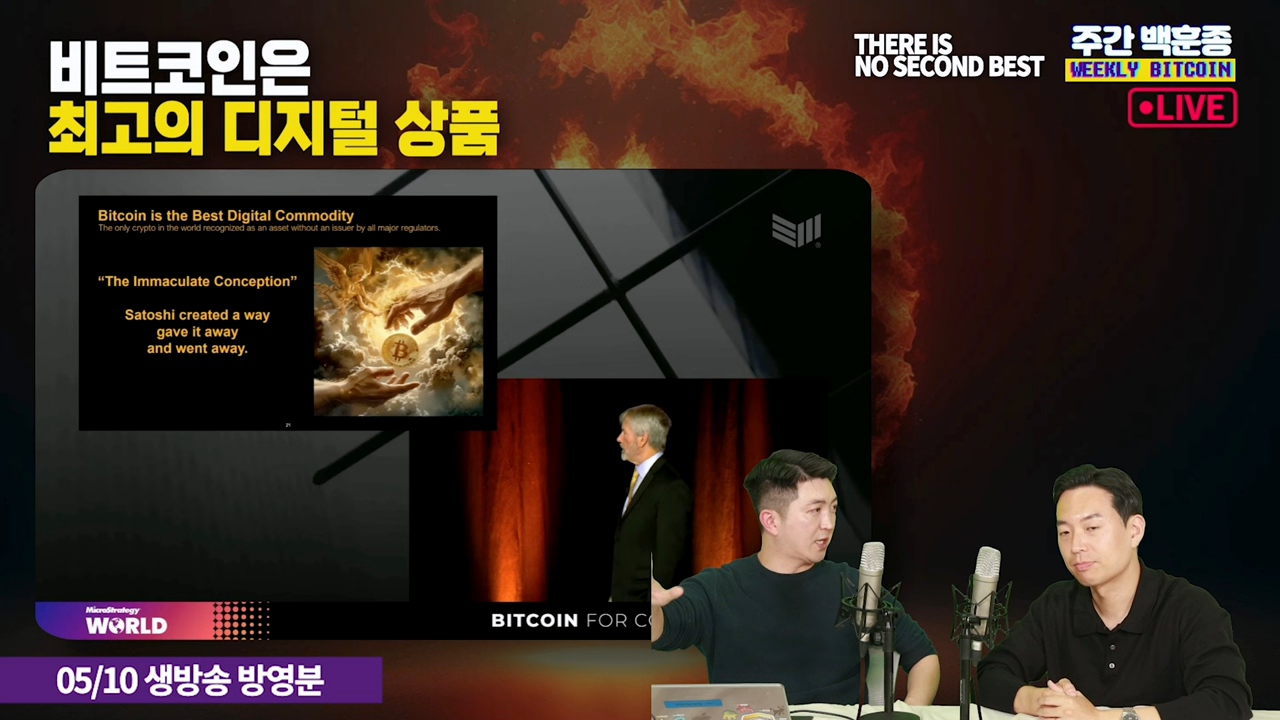 비트코인은
최고의 디지털 상품
THERE IS
NO SECOND BEST
주간 백훈종
WEEKLY BITCOIN
LIVE
Bitcoin is the Best Digital Commodity
The only crypto in the world recognized as an asset without an issuer by all major regulators.
“The Immaculate Conception”
Satoshi created a way
gave it away
and went away.
MicroStrategy
WORLD
BITCOIN FOR CO
05/10 생방송 방영분